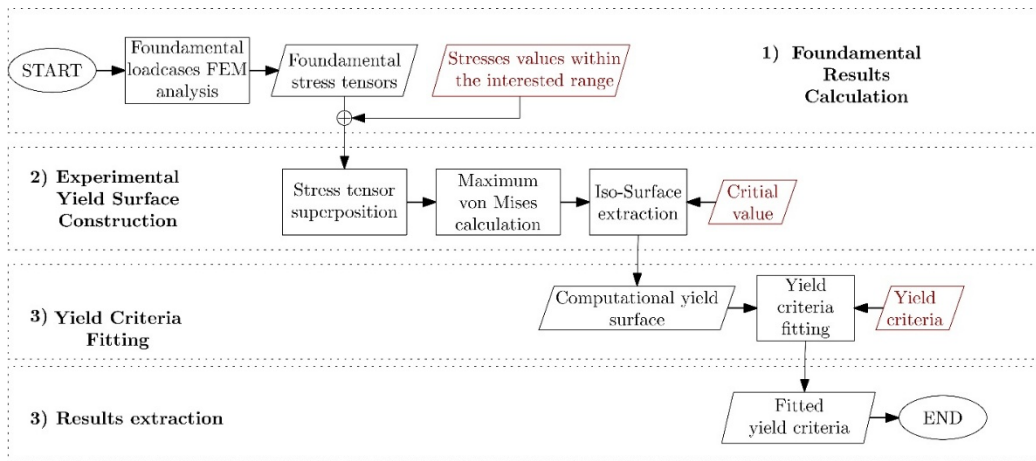 START
Foundamental
loadcases FEM
analysis
Foundamental
stress tensors
Stresses values within
the interested range
1) Foundamental
Results
Calculation
2) Experimental
Yield Surface
Construction
Stress tensor
superposition
Maximum
von Mises
calculation
Iso-Surface
extraction
Critial
value
3) Yield Criteria
Fitting
Computational yield
surface
Yield
criteria
fitting
Yield
criteria
3) Results extraction
Fitted
yield criteria
END